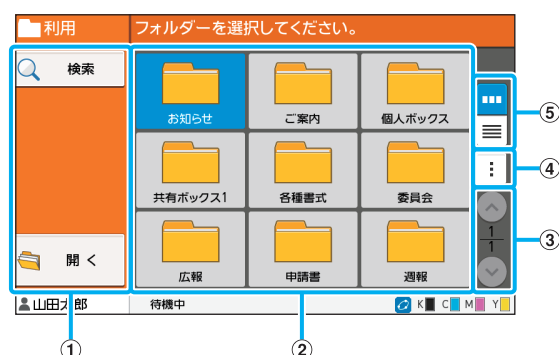 利用
フォルダーを選択してください。
検索
お知らせ
ご案内
個人ボックス
⑤
④
共有ボックス1
各種書式
委員会
1
1
③
開く
広報
申請書
週報
山田太郎
待機中
K C M Y
①
②